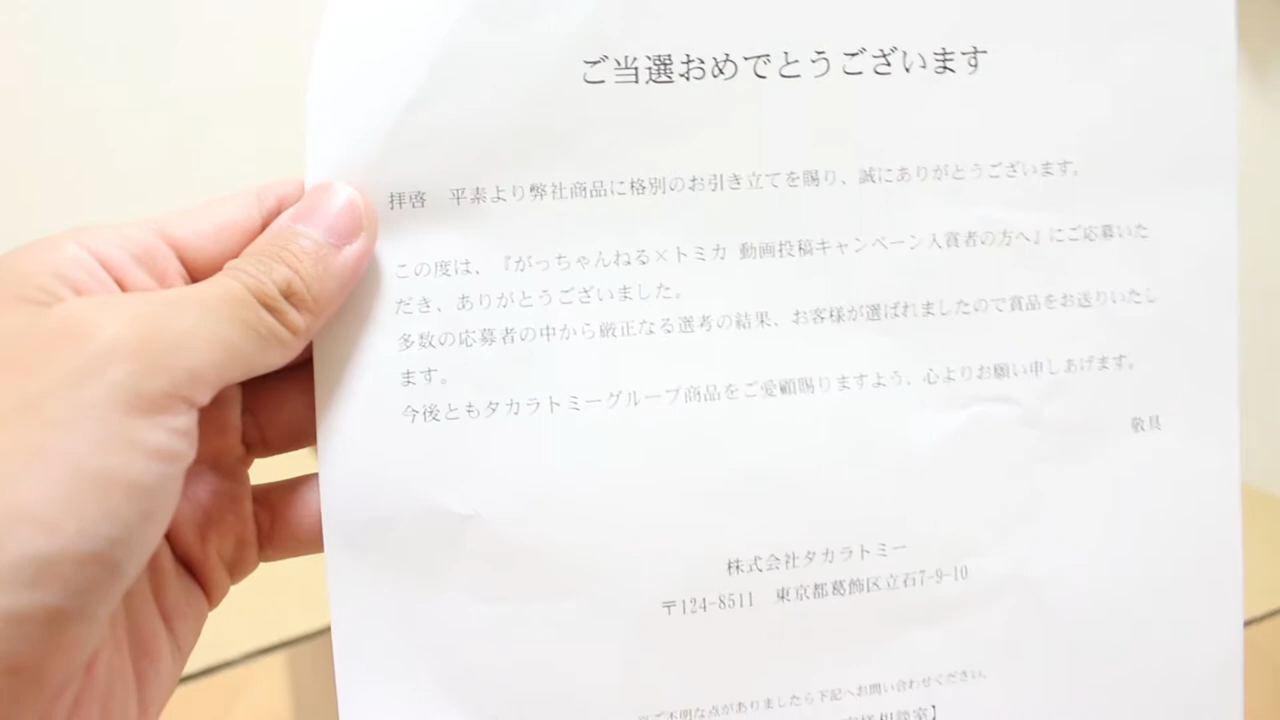 ご当選おめでとうございます
拝啓　平素より弊社商品に格別のお引き立てを賜り、誠にありがとうございます。
この度は、『がっちゃんねる×トミカ 動画投稿キャンペーン入賞者の方へ』にご応募いた
だき、ありがとうございました。
多数の応募者の中から厳正なる選考の結果、お客様が選ばれましたので賞品をお送りいたし
ます。
今後ともタカラトミーグループ商品をご愛顧賜りますよう、心よりお願い申しあげます。
敬具
株式会社タカラトミー
〒124-8511　東京都葛飾区立石7-9-10
※ご不明な点がありましたら下記へお問い合わせください。
客様相談室】